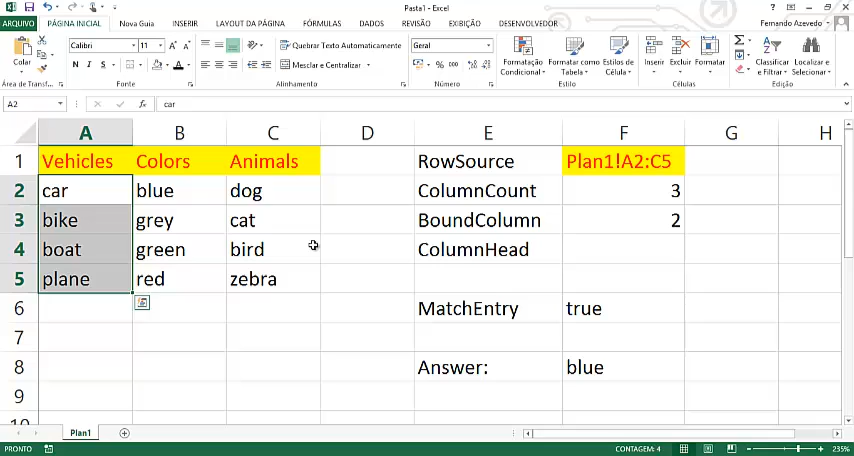 Pasta1 - Excel
ARQUIVO PÁGINA INICIAL Nova Guia INSERIR LAYOUT DA PÁGINA FÓRMULAS DADOS REVISÃO EXIBIÇÃO DESENVOLVEDOR Fernando Azevedo
Calibri 11 Quebrar Texto Automaticamente Geral
Colar Mesclar e Centralizar Formatação Condicional Formatar como Tabela Estilos de Célula Inserir Excluir Formatar Classificar e Filtrar Localizar e Selecionar
N I S % 000
Área de Transf... Fonte Alinhamento Número Estilo Células Edição
A2 fx car
A B C D E F G H
1 Vehicles Colors Animals RowSource Plan1!A2:C5
2 car blue dog ColumnCount 3
3 bike grey cat BoundColumn 2
4 boat green bird ColumnHead
5 plane red zebra
6 MatchEntry true
7
8 Answer: blue
9
10
Plan1
PRONTO CONTAGEM: 4 235%